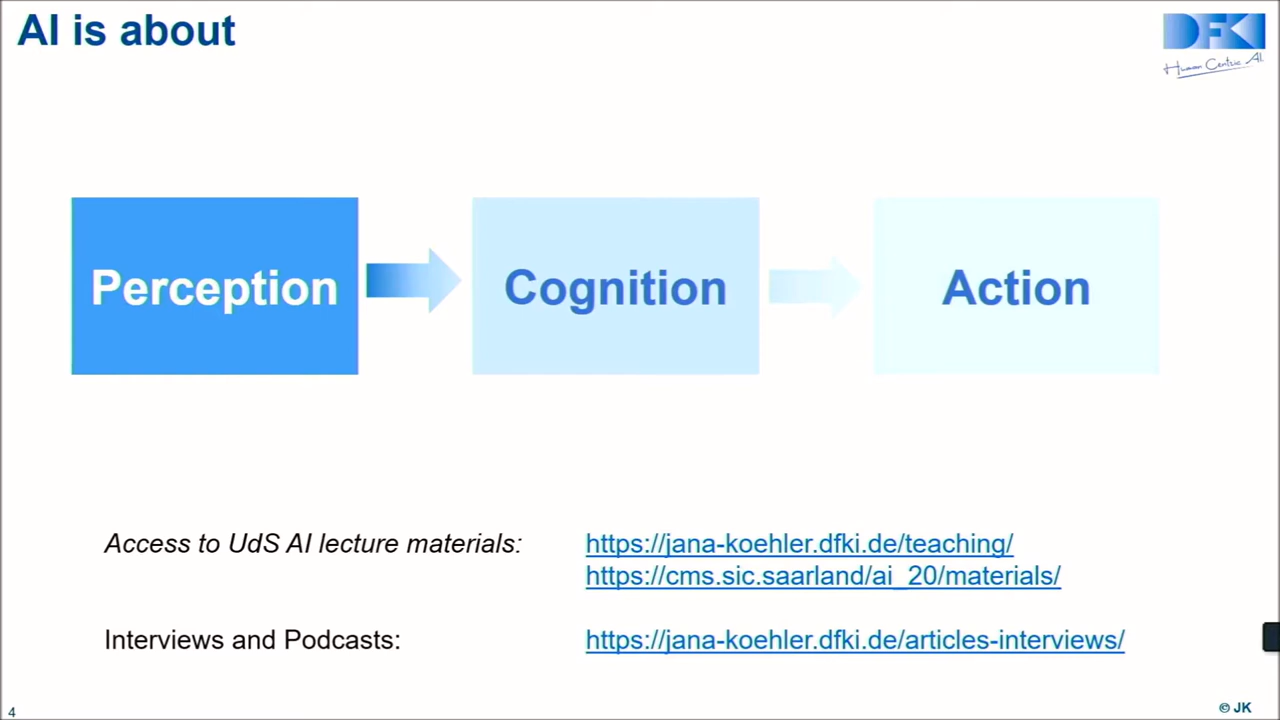 AI is about
DFKI
Human Centric AI
Perception
Cognition
Action
Access to UdS AI lecture materials:
https://jana-koehler.dfki.de/teaching/
https://cms.sic.saarland/ai_20/materials/
Interviews and Podcasts:
https://jana-koehler.dfki.de/articles-interviews/
4
© JK